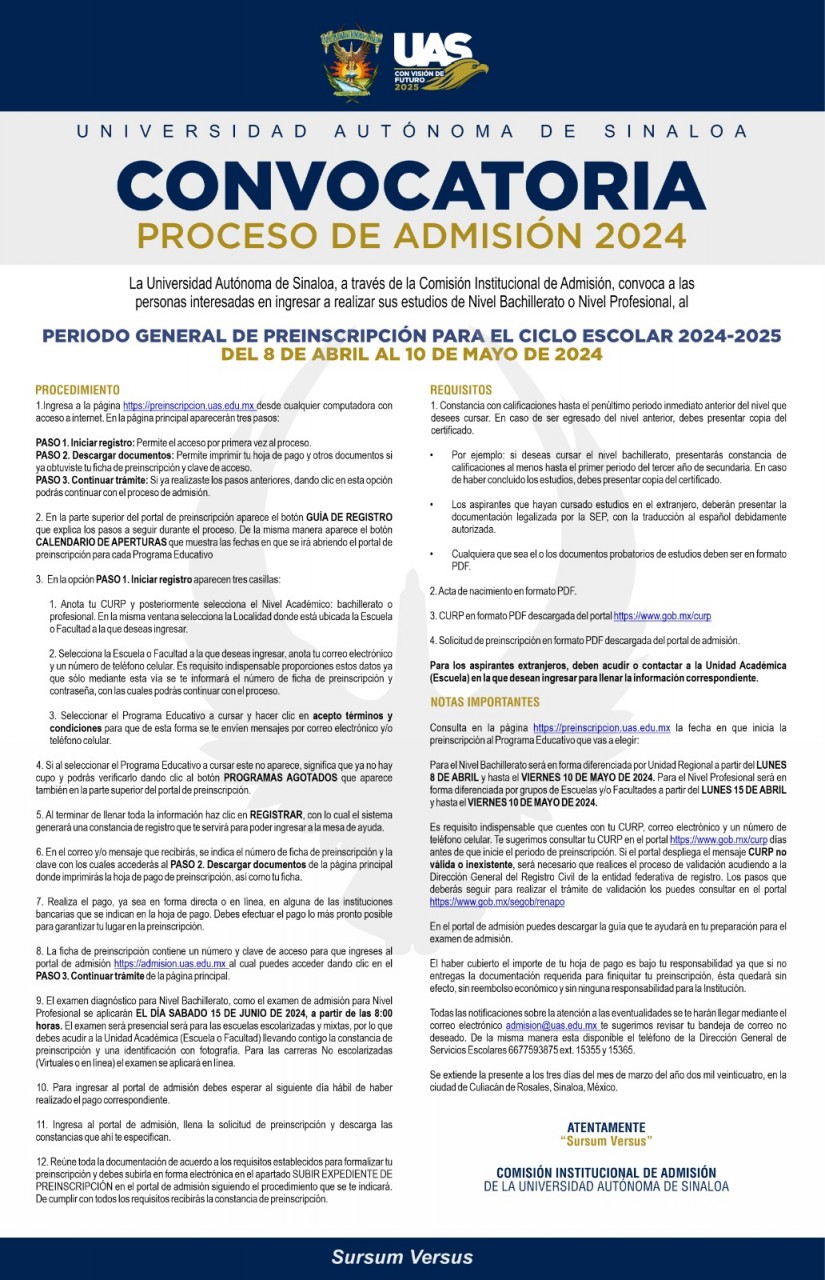 UAS
CON VISIÓN DE
FUTURO
2025
UNIVERSIDAD AUTÓNOMA DE SINALOA
CONVOCATORIA
PROCESO DE ADMISIÓN 2024
La Universidad Autónoma de Sinaloa, a través de la Comisión Institucional de Admisión, convoca a las
personas interesadas en ingresar a realizar sus estudios de Nivel Bachillerato o Nivel Profesional, al
PERIODO GENERAL DE PREINSCRIPCIÓN PARA EL CICLO ESCOLAR 2024-2025
DEL 8 DE ABRIL AL 10 DE MAYO DE 2024
PROCEDIMIENTO
1.Ingresa a la página https://preinscripcion.uas.edu.mx desde cualquier computadora con
acceso a internet. En la página principal aparecerán tres pasos:
PASO 1. Iniciar registro: Permite el acceso por primera vez al proceso.
PASO 2. Descargar documentos: Permite imprimir tu hoja de pago y otros documentos si
ya obtuviste tu ficha de preinscripción y clave de acceso.
PASO 3. Continuar trámite: Si ya realizaste los pasos anteriores, dando clic en esta opción
podrás continuar con el proceso de admisión.
2. En la parte superior del portal de preinscripción aparece el botón GUÍA DE REGISTRO
que explica los pasos a seguir durante el proceso. De la misma manera aparece el botón
CALENDARIO DE APERTURAS que muestra las fechas en que se irá abriendo el portal de
preinscripción para cada Programa Educativo
3. En la opción PASO 1. Iniciar registro aparecen tres casillas:
1. Anota tu CURP y posteriormente selecciona el Nivel Académico: bachillerato o
profesional. En la misma ventana selecciona la Localidad donde está ubicada la Escuela
o Facultad a la que deseas ingresar.
2. Selecciona la Escuela o Facultad a la que deseas ingresar, anota tu correo electrónico
y un número de teléfono celular. Es requisito indispensable proporciones estos datos ya
que sólo mediante esta vía se te informará el número de ficha de preinscripción y
contraseña, con las cuales podrás continuar con el proceso.
3. Seleccionar el Programa Educativo a cursar y hacer clic en acepto términos y
condiciones para que de esta forma se te envíen mensajes por correo electrónico y/o
teléfono celular.
4. Si al seleccionar el Programa Educativo a cursar este no aparece, significa que ya no hay
cupo y podrás verificarlo dando clic al botón PROGRAMAS AGOTADOS que aparece
también en la parte superior del portal de preinscripción.
5. Al terminar de llenar toda la información haz clic en REGISTRAR, con lo cual el sistema
generará una constancia de registro que te servirá para poder ingresar a la mesa de ayuda.
6. En el correo y/o mensaje que recibirás, se indica el número de ficha de preinscripción y la
clave con los cuales accederás al PASO 2. Descargar documentos de la página principal
donde imprimirás la hoja de pago de preinscripción, así como tu ficha.
7. Realiza el pago, ya sea en forma directa o en línea, en alguna de las instituciones
bancarias que se indican en la hoja de pago. Debes efectuar el pago lo más pronto posible
para garantizar tu lugar en la preinscripción.
8. La ficha de preinscripción contiene un número y clave de acceso para que ingreses al
portal de admisión https://admision.uas.edu.mx al cual puedes acceder dando clic en el
PASO 3. Continuar trámite de la página principal.
9. El examen diagnóstico para Nivel Bachillerato, como el examen de admisión para Nivel
Profesional se aplicarán EL DÍA SABADO 15 DE JUNIO DE 2024, a partir de las 8:00
horas. El examen será presencial será para las escuelas escolarizadas y mixtas, por lo que
debes acudir a la Unidad Académica (Escuela o Facultad) llevando contigo la constancia de
preinscripción y una identificación con fotografía. Para las carreras No escolarizadas
(Virtuales o en línea) el examen se aplicará en línea.
10. Para ingresar al portal de admisión debes esperar al siguiente día hábil de haber
realizado el pago correspondiente.
11. Ingresa al portal de admisión, llena la solicitud de preinscripción y descarga las
constancias que ahí te especifican.
12. Reúne toda la documentación de acuerdo a los requisitos establecidos para formalizar tu
preinscripción y debes subirla en forma electrónica en el apartado SUBIR EXPEDIENTE DE
PREINSCRIPCIÓN en el portal de admisión siguiendo el procedimiento que se te indicará.
De cumplir con todos los requisitos recibirás la constancia de preinscripción.
REQUISITOS
1. Constancia con calificaciones hasta el penúltimo periodo inmediato anterior del nivel que
desees cursar. En caso de ser egresado del nivel anterior, debes presentar copia del
certificado.
• Por ejemplo: si deseas cursar el nivel bachillerato, presentarás constancia de
calificaciones al menos hasta el primer periodo del tercer año de secundaria. En caso
de haber concluido los estudios, debes presentar copia del certificado.
• Los aspirantes que hayan cursado estudios en el extranjero, deberán presentar la
documentación legalizada por la SEP, con la traducción al español debidamente
autorizada.
• Cualquiera que sea el o los documentos probatorios de estudios deben ser en formato
PDF.
2. Acta de nacimiento en formato PDF.
3. CURP en formato PDF descargada del portal https://www.gob.mx/curp
4. Solicitud de preinscripción en formato PDF descargada del portal de admisión.
Para los aspirantes extranjeros, deben acudir o contactar a la Unidad Académica
(Escuela) en la que desean ingresar para llenar la información correspondiente.
NOTAS IMPORTANTES
Consulta en la página https://preinscripcion.uas.edu.mx la fecha en que inicia la
preinscripción al Programa Educativo que vas a elegir:
Para el Nivel Bachillerato será en forma diferenciada por Unidad Regional a partir del LUNES
8 DE ABRIL y hasta el VIERNES 10 DE MAYO DE 2024. Para el Nivel Profesional será en
forma diferenciada por grupos de Escuelas y/o Facultades a partir del LUNES 15 DE ABRIL
y hasta el VIERNES 10 DE MAYO DE 2024.
Es requisito indispensable que cuentes con tu CURP, correo electrónico y un número de
teléfono celular. Te sugerimos consultar tu CURP en el portal https://www.gob.mx/curp días
antes de que inicie el periodo de preinscripción. Si el portal despliega el mensaje CURP no
válida o inexistente, será necesario que realices el proceso de validación acudiendo a la
Dirección General del Registro Civil de la entidad federativa de registro. Los pasos que
deberás seguir para realizar el trámite de validación los puedes consultar en el portal
https://www.gob.mx/segob/renapo
En el portal de admisión puedes descargar la guía que te ayudará en tu preparación para el
examen de admisión.
El haber cubierto el importe de tu hoja de pago es bajo tu responsabilidad ya que si no
entregas la documentación requerida para finiquitar tu preinscripción, ésta quedará sin
efecto, sin reembolso económico y sin ninguna responsabilidad para la Institución.
Todas las notificaciones sobre la atención a las eventualidades se te harán llegar mediante el
correo electrónico admision@uas.edu.mx te sugerimos revisar tu bandeja de correo no
deseado. De la misma manera esta disponible el teléfono de la Dirección General de
Servicios Escolares 6677593875 ext. 15355 y 15365.
Se extiende la presente a los tres días del mes de marzo del año dos mil veinticuatro, en la
ciudad de Culiacán de Rosales, Sinaloa, México.
ATENTAMENTE
“Sursum Versus”
COMISIÓN INSTITUCIONAL DE ADMISIÓN
DE LA UNIVERSIDAD AUTÓNOMA DE SINALOA
Sursum Versus